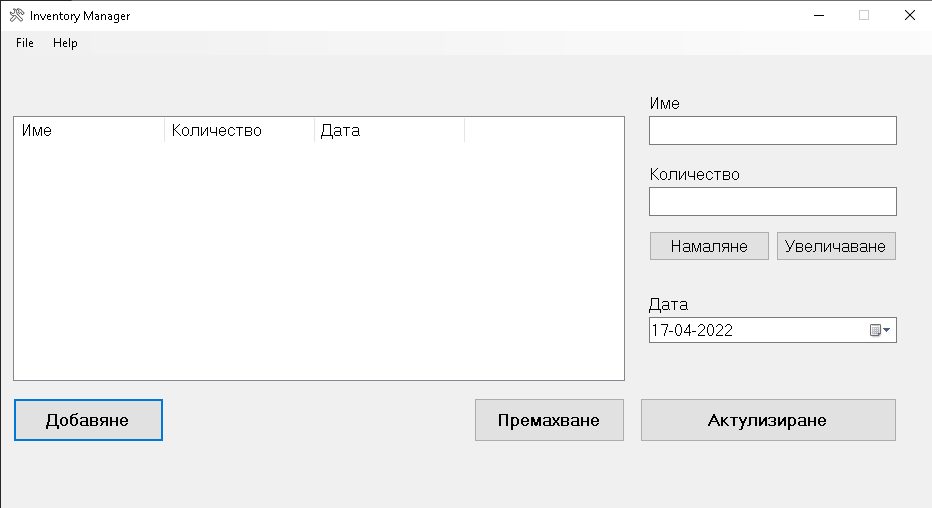 Inventory Manager
File Help
Име
Име Количество Дата
Количество
Намаляне Увеличаване
Дата
17-04-2022
Добавяне Премахване Актулизиране